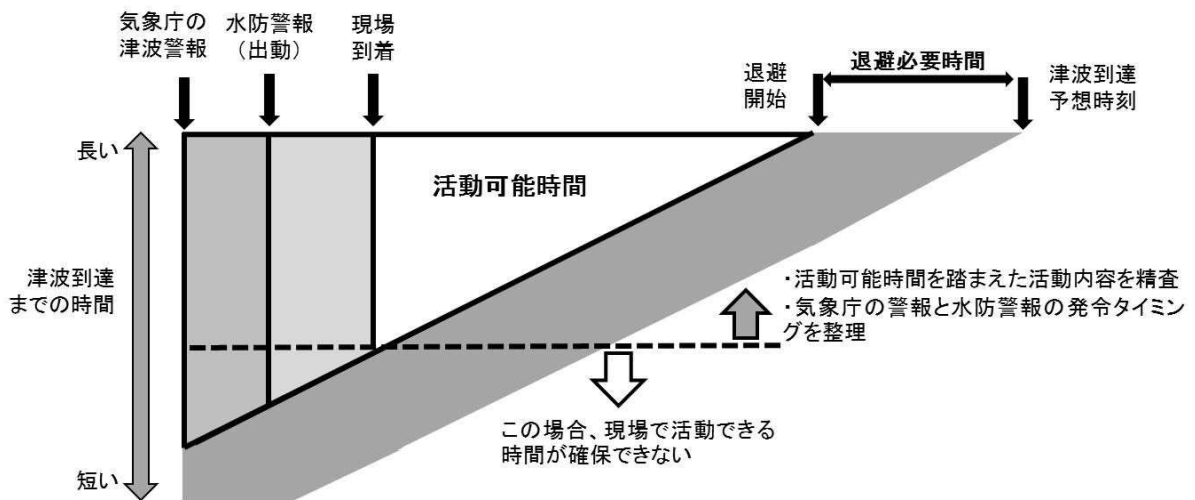 気象庁の
津波警報
水防警報
（出動）
現場
到着
退避
開始
退避必要時間
津波到達
予想時刻
長い
活動可能時間
津波到達
までの時間
・活動可能時間を踏まえた活動内容を精査
・気象庁の警報と水防警報の発令タイミン
グを整理
この場合、現場で活動できる
時間が確保できない
短い